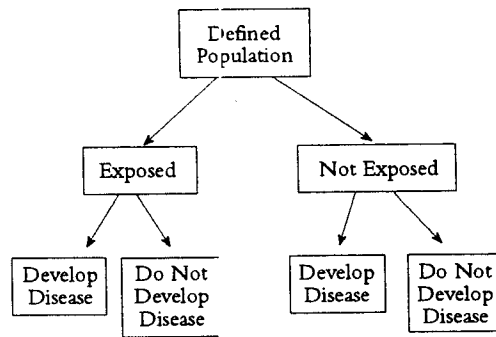 Defined
Population
Exposed
Not Exposed
Develop
Disease
Do Not
Develop
Disease
Develop
Disease
Do Not
Develop
Disease